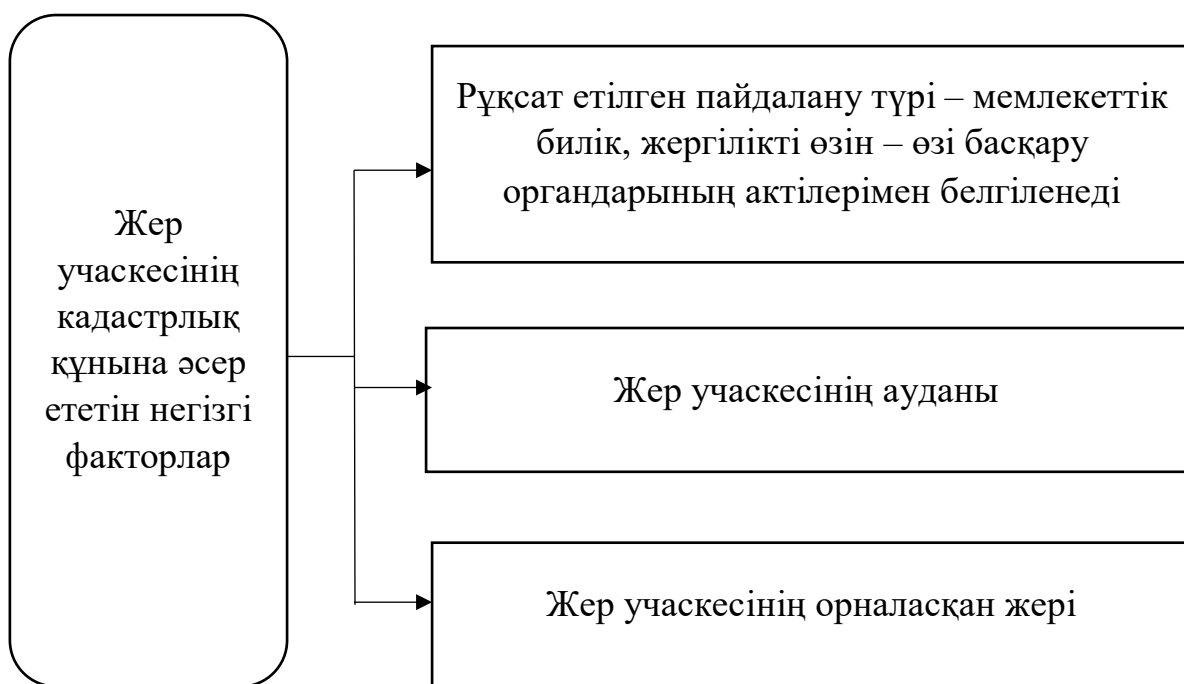 Жер
учаскесінің
кадастрлық
құнына әсер
ететін негізгі
факторлар
Рұқсат етілген пайдалану түрі – мемлекеттік
билик, жергілікті өзін – өзі басқару
органдарының актілерімен белгіленеді
Жер учаскесінің ауданы
Жер учаскесінің орналасқан жері